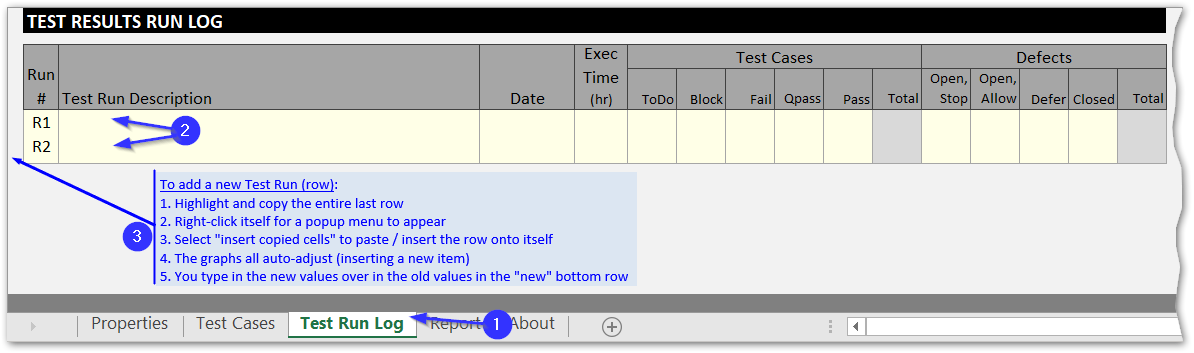 TEST RESULTS RUN LOG
Exec
Test Cases
Defects
Run
Time
Open,
Open,
#
Test Run Description
Date
(hr)
ToDo
Block
Fail
Qpass
Pass
Total
Stop
Allow
Defer
Closed
Total
R1
2
R2
To add a new Test Run (row):
1. Highlight and copy the entire last row
2. Right-click itself for a popup menu to appear
3
3. Select "insert copied cells" to paste / insert the row onto itself
4. The graphs all auto-adjust (inserting a new item)
5. You type in the new values over in the old values in the "new" bottom row
Properties
Test Cases
Test Run Log
1
Report
About